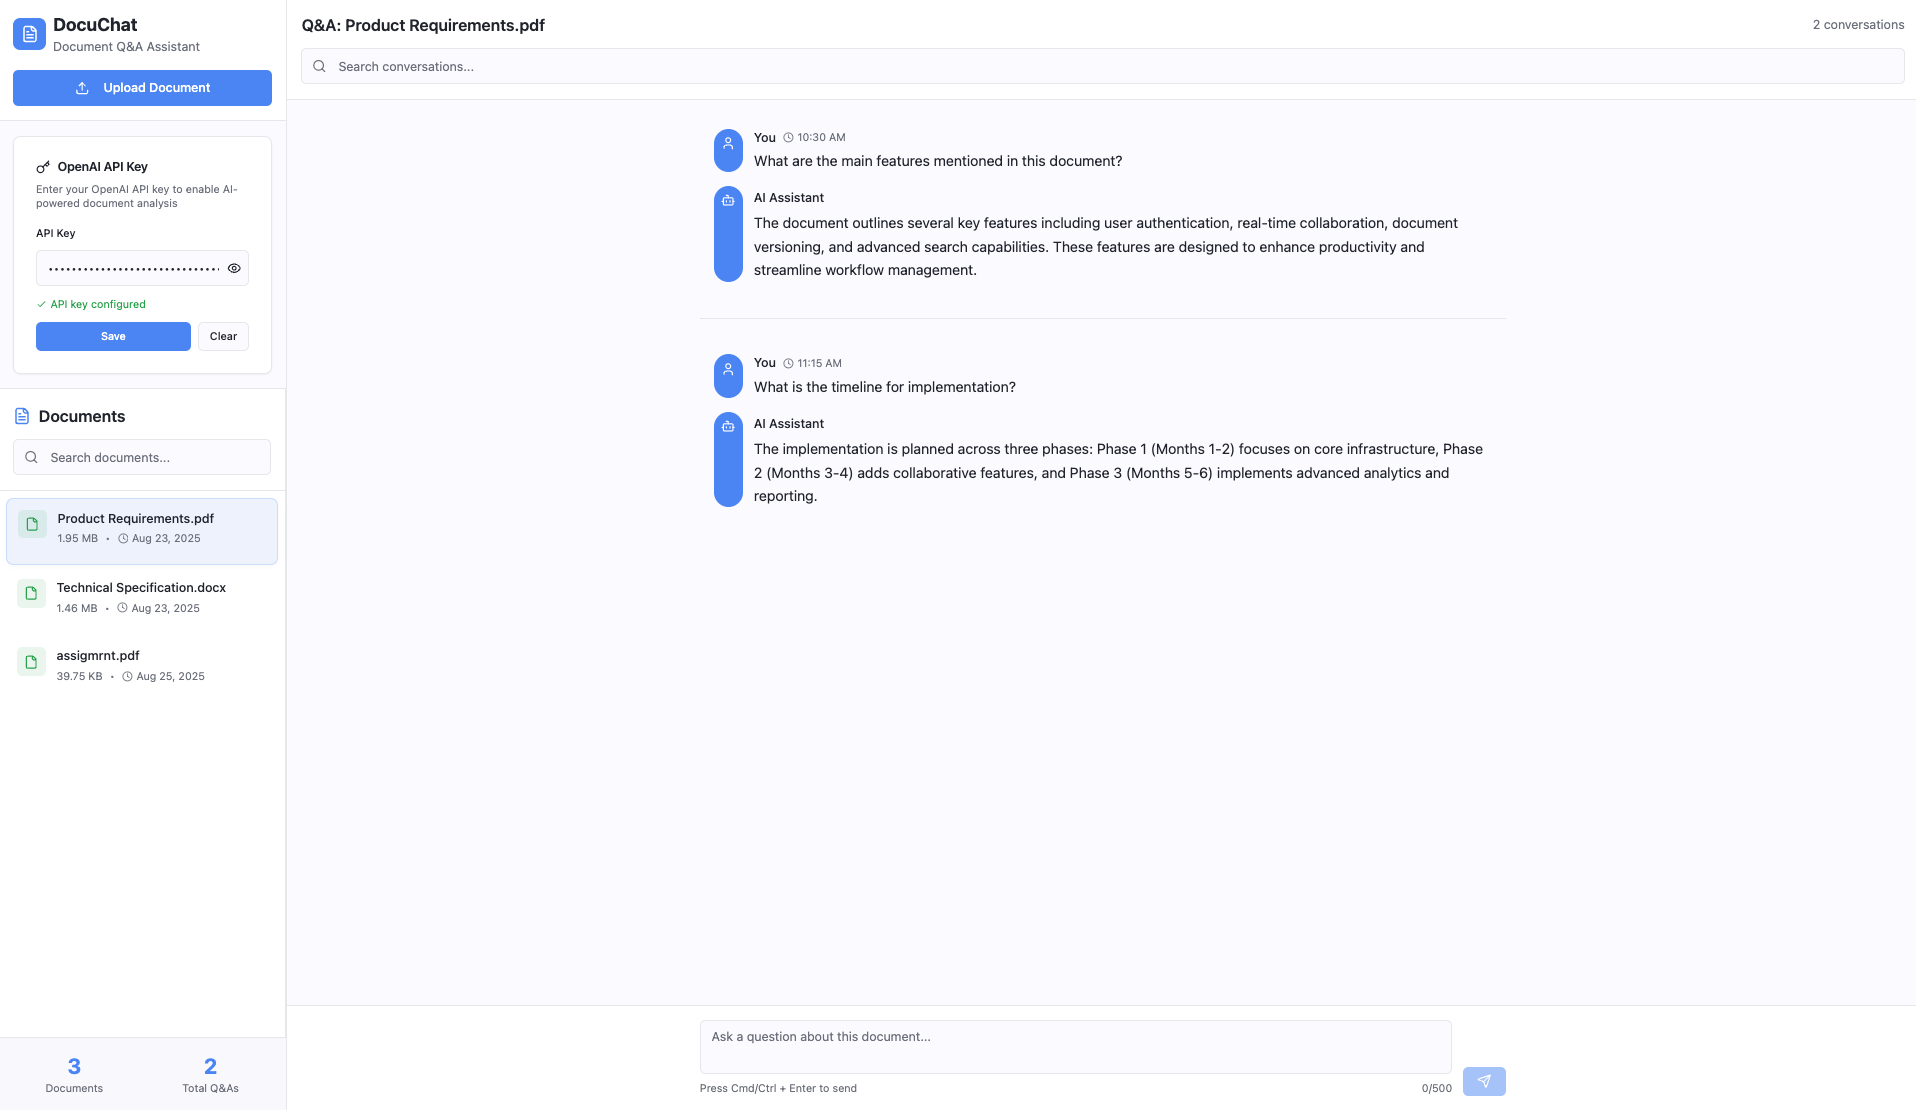 DocuChat
Document Q&A Assistant
Upload Document
OpenAI API Key
Enter your OpenAI API key to enable AI-
powered document analysis
API Key
API key configured
Save
Clear
Documents
Search documents...
Product Requirements.pdf
1.95 MB • Aug 23, 2025
Technical Specification.docx
1.46 MB • Aug 23, 2025
assigmrnt.pdf
39.75 KB • Aug 25, 2025
3
Documents
2
Total Q&As
Q&A: Product Requirements.pdf
2 conversations
Search conversations...
You 10:30 AM
What are the main features mentioned in this document?
AI Assistant
The document outlines several key features including user authentication, real-time collaboration, document
versioning, and advanced search capabilities. These features are designed to enhance productivity and
streamline workflow management.
You 11:15 AM
What is the timeline for implementation?
AI Assistant
The implementation is planned across three phases: Phase 1 (Months 1-2) focuses on core infrastructure, Phase
2 (Months 3-4) adds collaborative features, and Phase 3 (Months 5-6) implements advanced analytics and
reporting.
Ask a question about this document...
Press Cmd/Ctrl + Enter to send
0/500